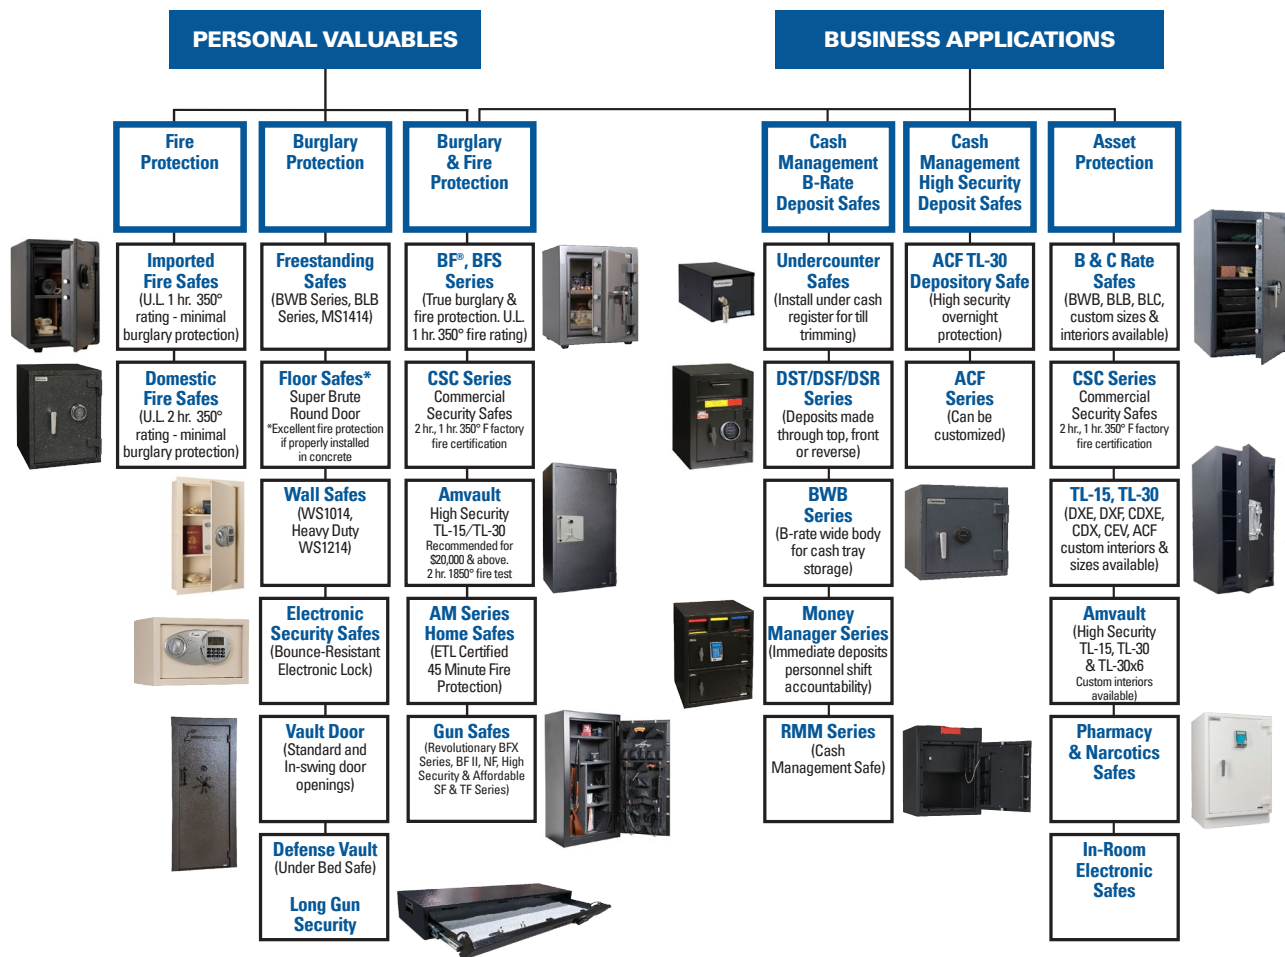 PERSONAL VALUABLES
BUSINESS APPLICATIONS
Fire
Protection
Burglary
Protection
Burglary
& Fire
Protection
Cash
Management
B-Rate
Deposit Safes
Cash
Management
High Security
Deposit Safes
Asset
Protection
Imported
Fire Safes
(U.L. 1 hr. 350°
rating - minimal
burglary protection)
Domestic
Fire Safes
(U.L. 2 hr. 350°
rating - minimal
burglary protection)
Freestanding
Safes
(BWB Series, BLB
Series, MS1414)
Floor Safes*
Super Brute
Round Door
*Excellent fire protection
if properly installed
in concrete
Wall Safes
(WS1014,
Heavy Duty
WS1214)
Electronic
Security Safes
(Bounce-Resistant
Electronic Lock)
Vault Door
(Standard and
In-swing door
openings)
Defense Vault
(Under Bed Safe)
Long Gun
Security
BF®, BFS
Series
(True burglary &
fire protection. U.L.
1 hr. 350° fire rating)
CSC Series
Commercial
Security Safes
2 hr., 1 hr. 350° F factory
fire certification
Amvault
High Security
TL-15/TL-30
Recommended for
$20,000 & above.
2 hr. 1850° fire test
AM Series
Home Safes
(ETL Certified
45 Minute Fire
Protection)
Gun Safes
(Revolutionary BFX
Series, BF II, NF, High
Security & Affordable
SF & TF Series)
Undercounter
Safes
(Install under cash
register for till
trimming)
DST/DSF/DSR
Series
(Deposits made
through top, front
or reverse)
BWB
Series
(B-rate wide body
for cash tray
storage)
Money
Manager Series
(Immediate deposits
personnel shift
accountability)
RMM Series
(Cash
Management Safe)
ACF TL-30
Depository Safe
(High security
overnight
protection)
ACF
Series
(Can be
customized)
B & C Rate
Safes
(BWB, BLB, BLC,
custom sizes &
interiors available)
CSC Series
Commercial
Security Safes
2 hr., 1 hr. 350° F factory
fire certification
TL-15, TL-30
(DXE, DXF, CDXE,
CDX, CEV, ACF
custom interiors &
sizes available)
Amvault
(High Security
TL-15, TL-30
& TL-30x6
Custom interiors
available)
Pharmacy
& Narcotics
Safes
In-Room
Electronic
Safes